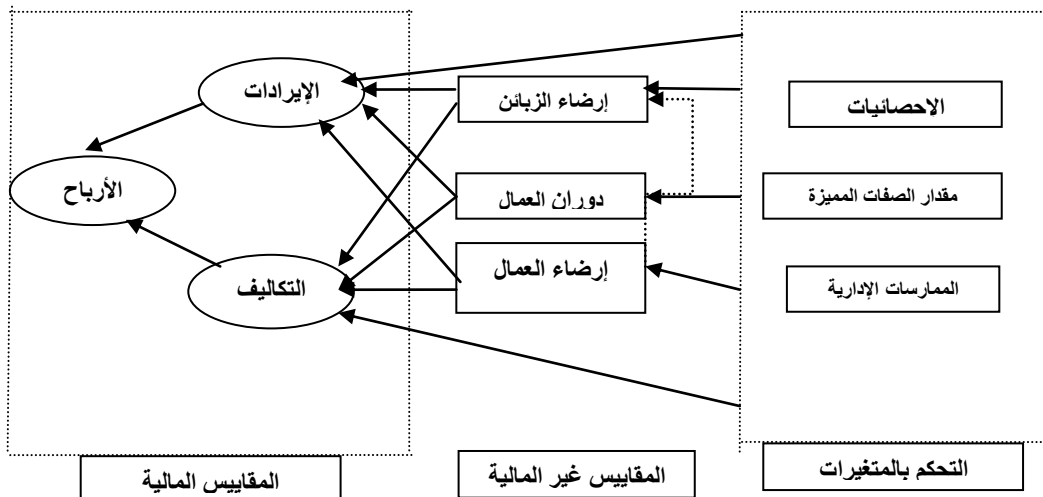 الاحصائيات
إرضاء الزبائن
الإيرادات
مقدار الصفات المميزة
دوران العمال
الأرباح
الممارسات الإدارية
إرضاء العمال
التكاليف
التحكم بالمتغيرات
المقاييس غير المالية
المقاييس المالية